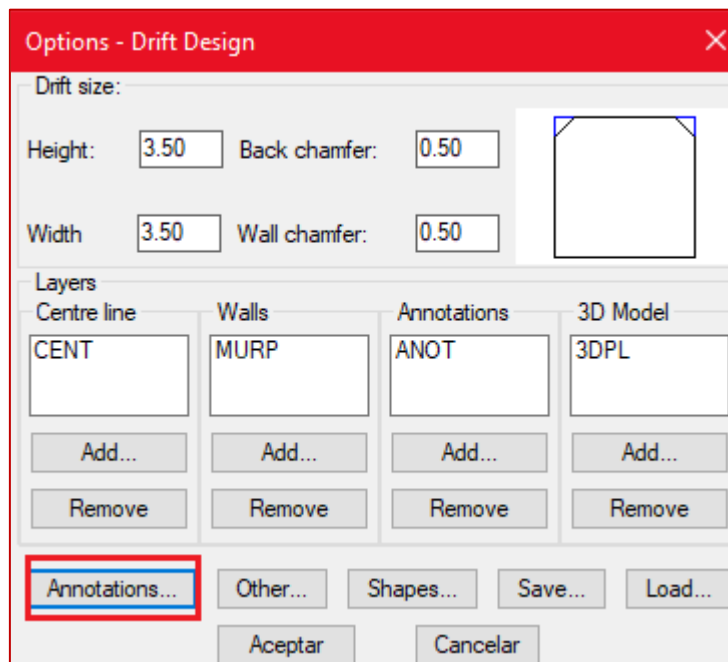 Options - Drift Design
Drift size:
Height: 3.50 Back chamfer: 0.50
Width 3.50 Wall chamfer: 0.50
Layers
Centre line Walls Annotations 3D Model
CENT MURP ANOT 3DPL
Add... Add... Add... Add...
Remove Remove Remove Remove
Annotations... Other... Shapes... Save... Load...
Aceptar Cancelar